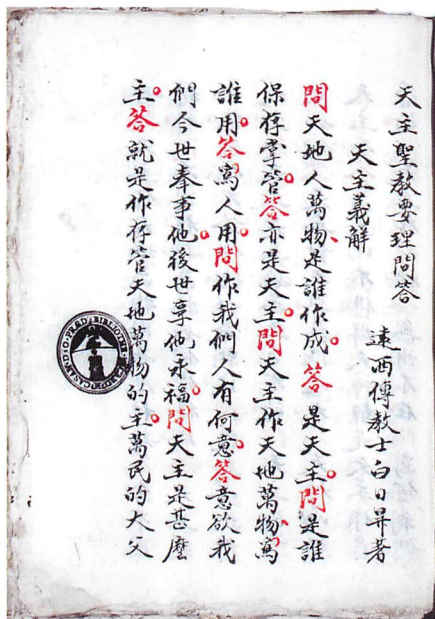 天主聖教要理問答
遠西傳教士白日昇著
天主義解
問天地人萬物、是誰作成。答是天主。問是誰
保存掌管。答亦是天主。問天主作天地萬物、爲
誰用。答爲人用。問作我們人有何意。答意欲我
們今世奉事他。後世享他永福。問天主是甚麼
主。答就是作存管天地萬物的主。萬民的大父